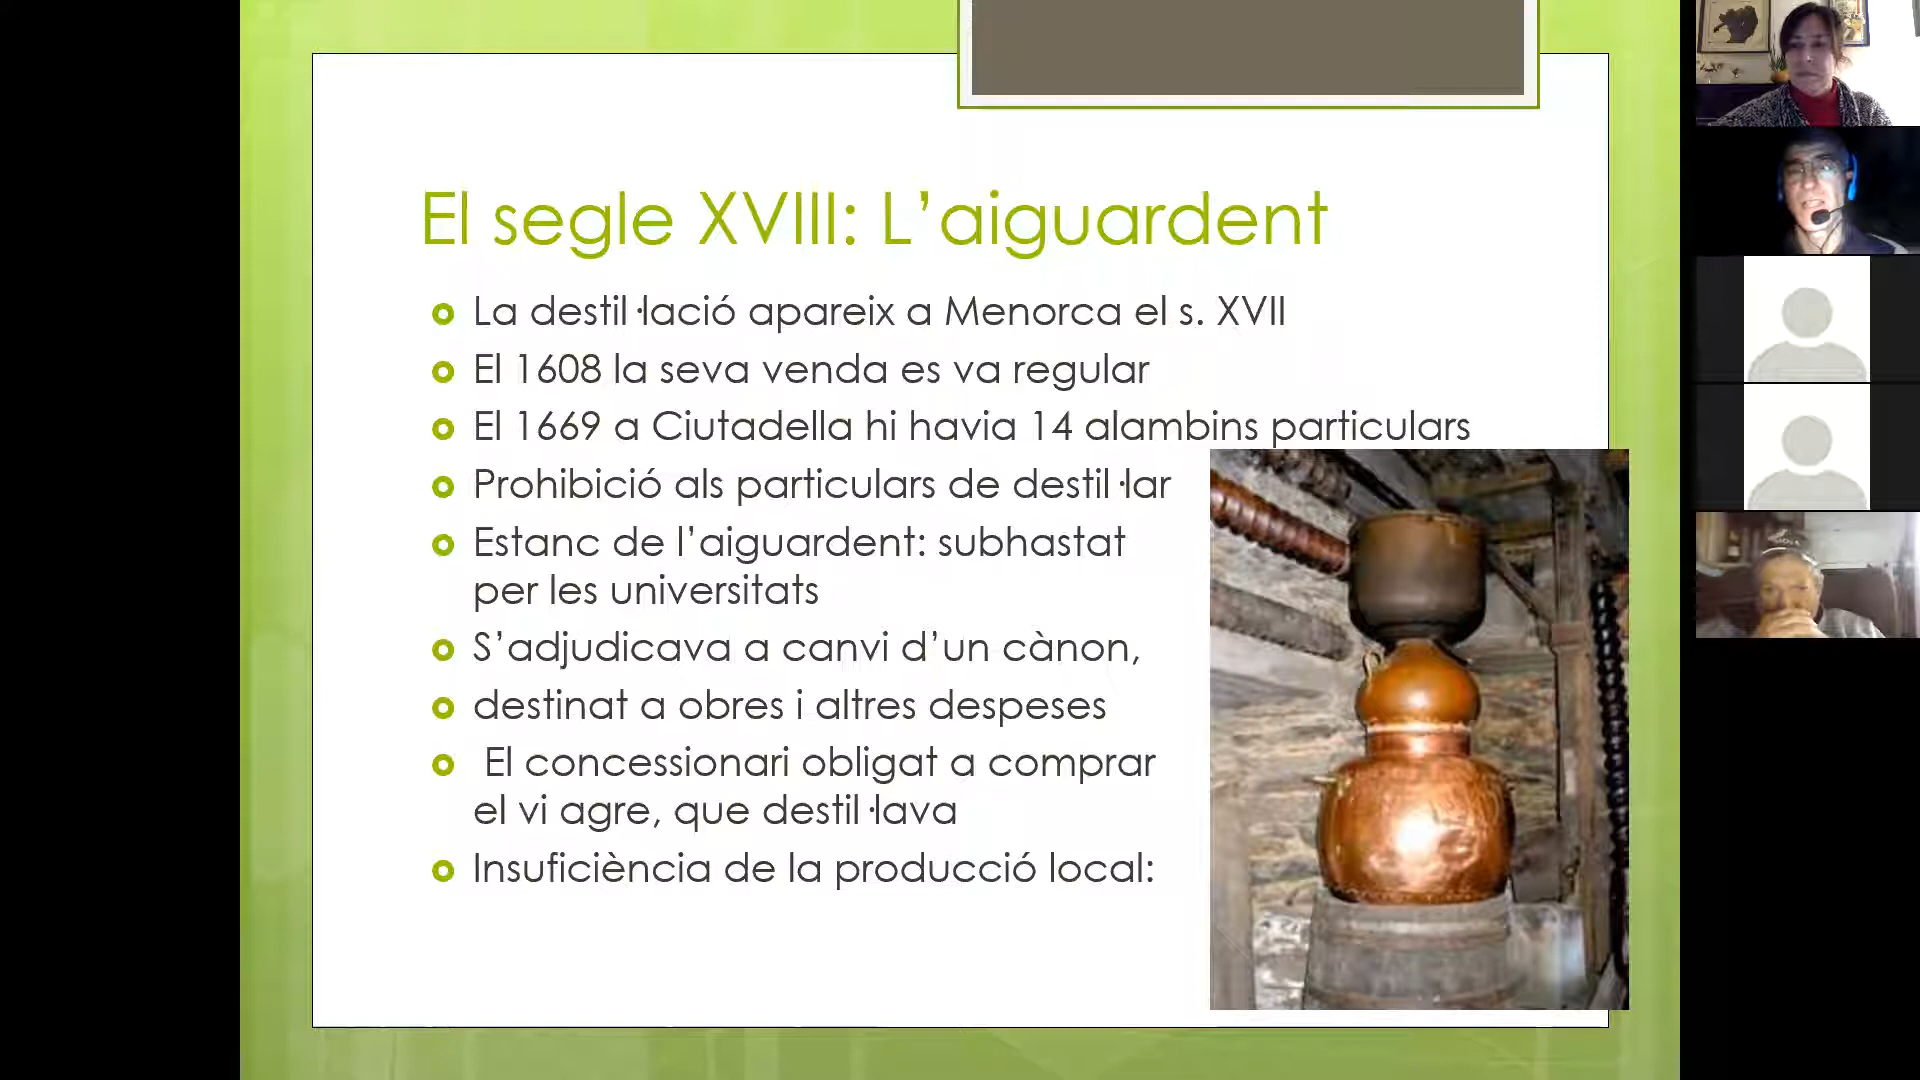 El segle XVIII: L’aiguardent
La destil·lació apareix a Menorca el s. XVII
El 1608 la seva venda es va regular
El 1669 a Ciutadella hi havia 14 alambins particulars
Prohibició als particulars de destil·lar
Estanc de l’aiguardent: subhastat
per les universitats
S’adjudicava a canvi d’un cànon,
destinat a obres i altres despeses
El concessionari obligat a comprar
el vi agre, que destil·lava
Insuficiència de la producció local: